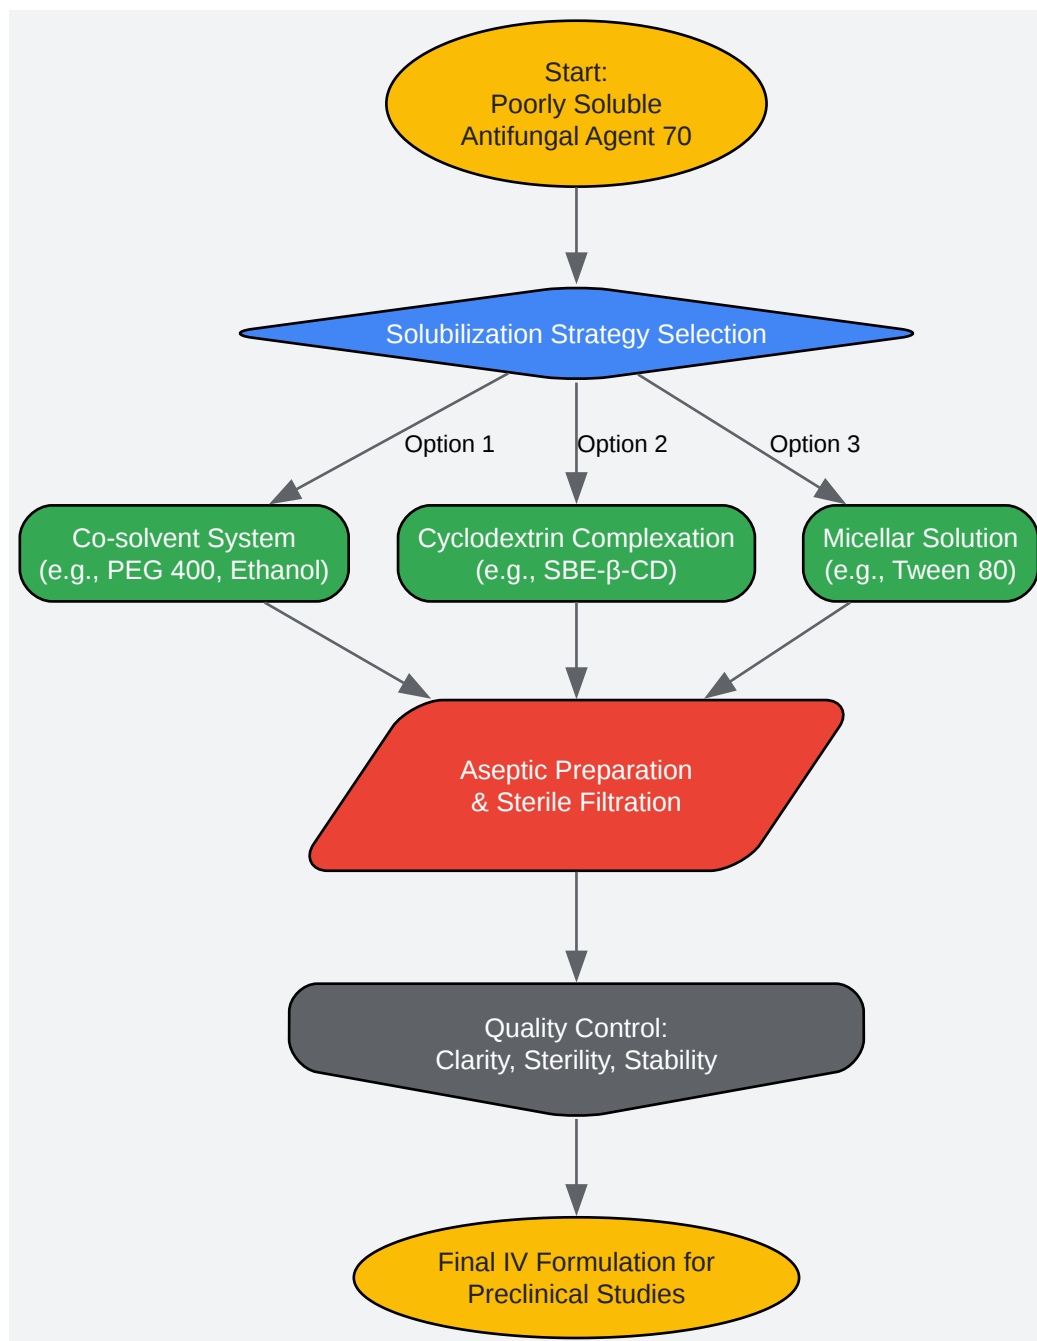 Start:
Poorly Soluble
Antifungal Agent 70
Solubilization Strategy Selection
Option 1
Option 2
Option 3
Co-solvent System
(e.g., PEG 400, Ethanol)
Cyclodextrin Complexation
(e.g., SBE-β-CD)
Micellar Solution
(e.g., Tween 80)
Aseptic Preparation
& Sterile Filtration
Quality Control:
Clarity, Sterility, Stability
Final IV Formulation for
Preclinical Studies